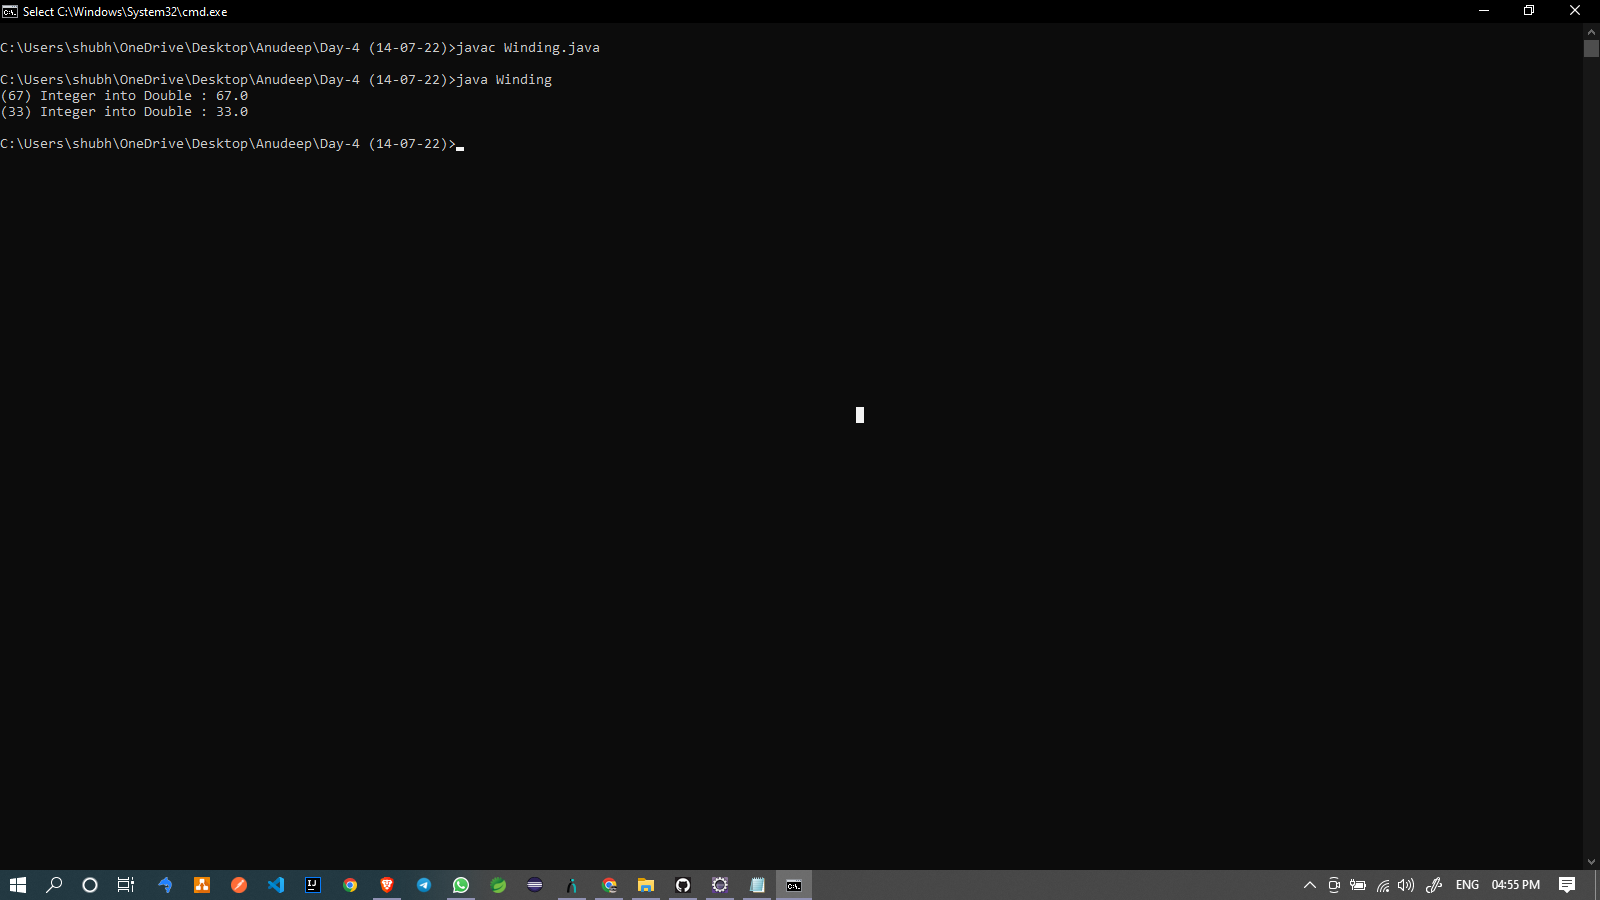 Select C:\Windows\System32\cmd.exe
C:\Users\shubh\OneDrive\Desktop\Anudeep\Day-4 (14-07-22)>javac Winding.java
C:\Users\shubh\OneDrive\Desktop\Anudeep\Day-4 (14-07-22)>java Winding
(67) Integer into Double : 67.0
(33) Integer into Double : 33.0
C:\Users\shubh\OneDrive\Desktop\Anudeep\Day-4 (14-07-22)>
ENG 04:55 PM